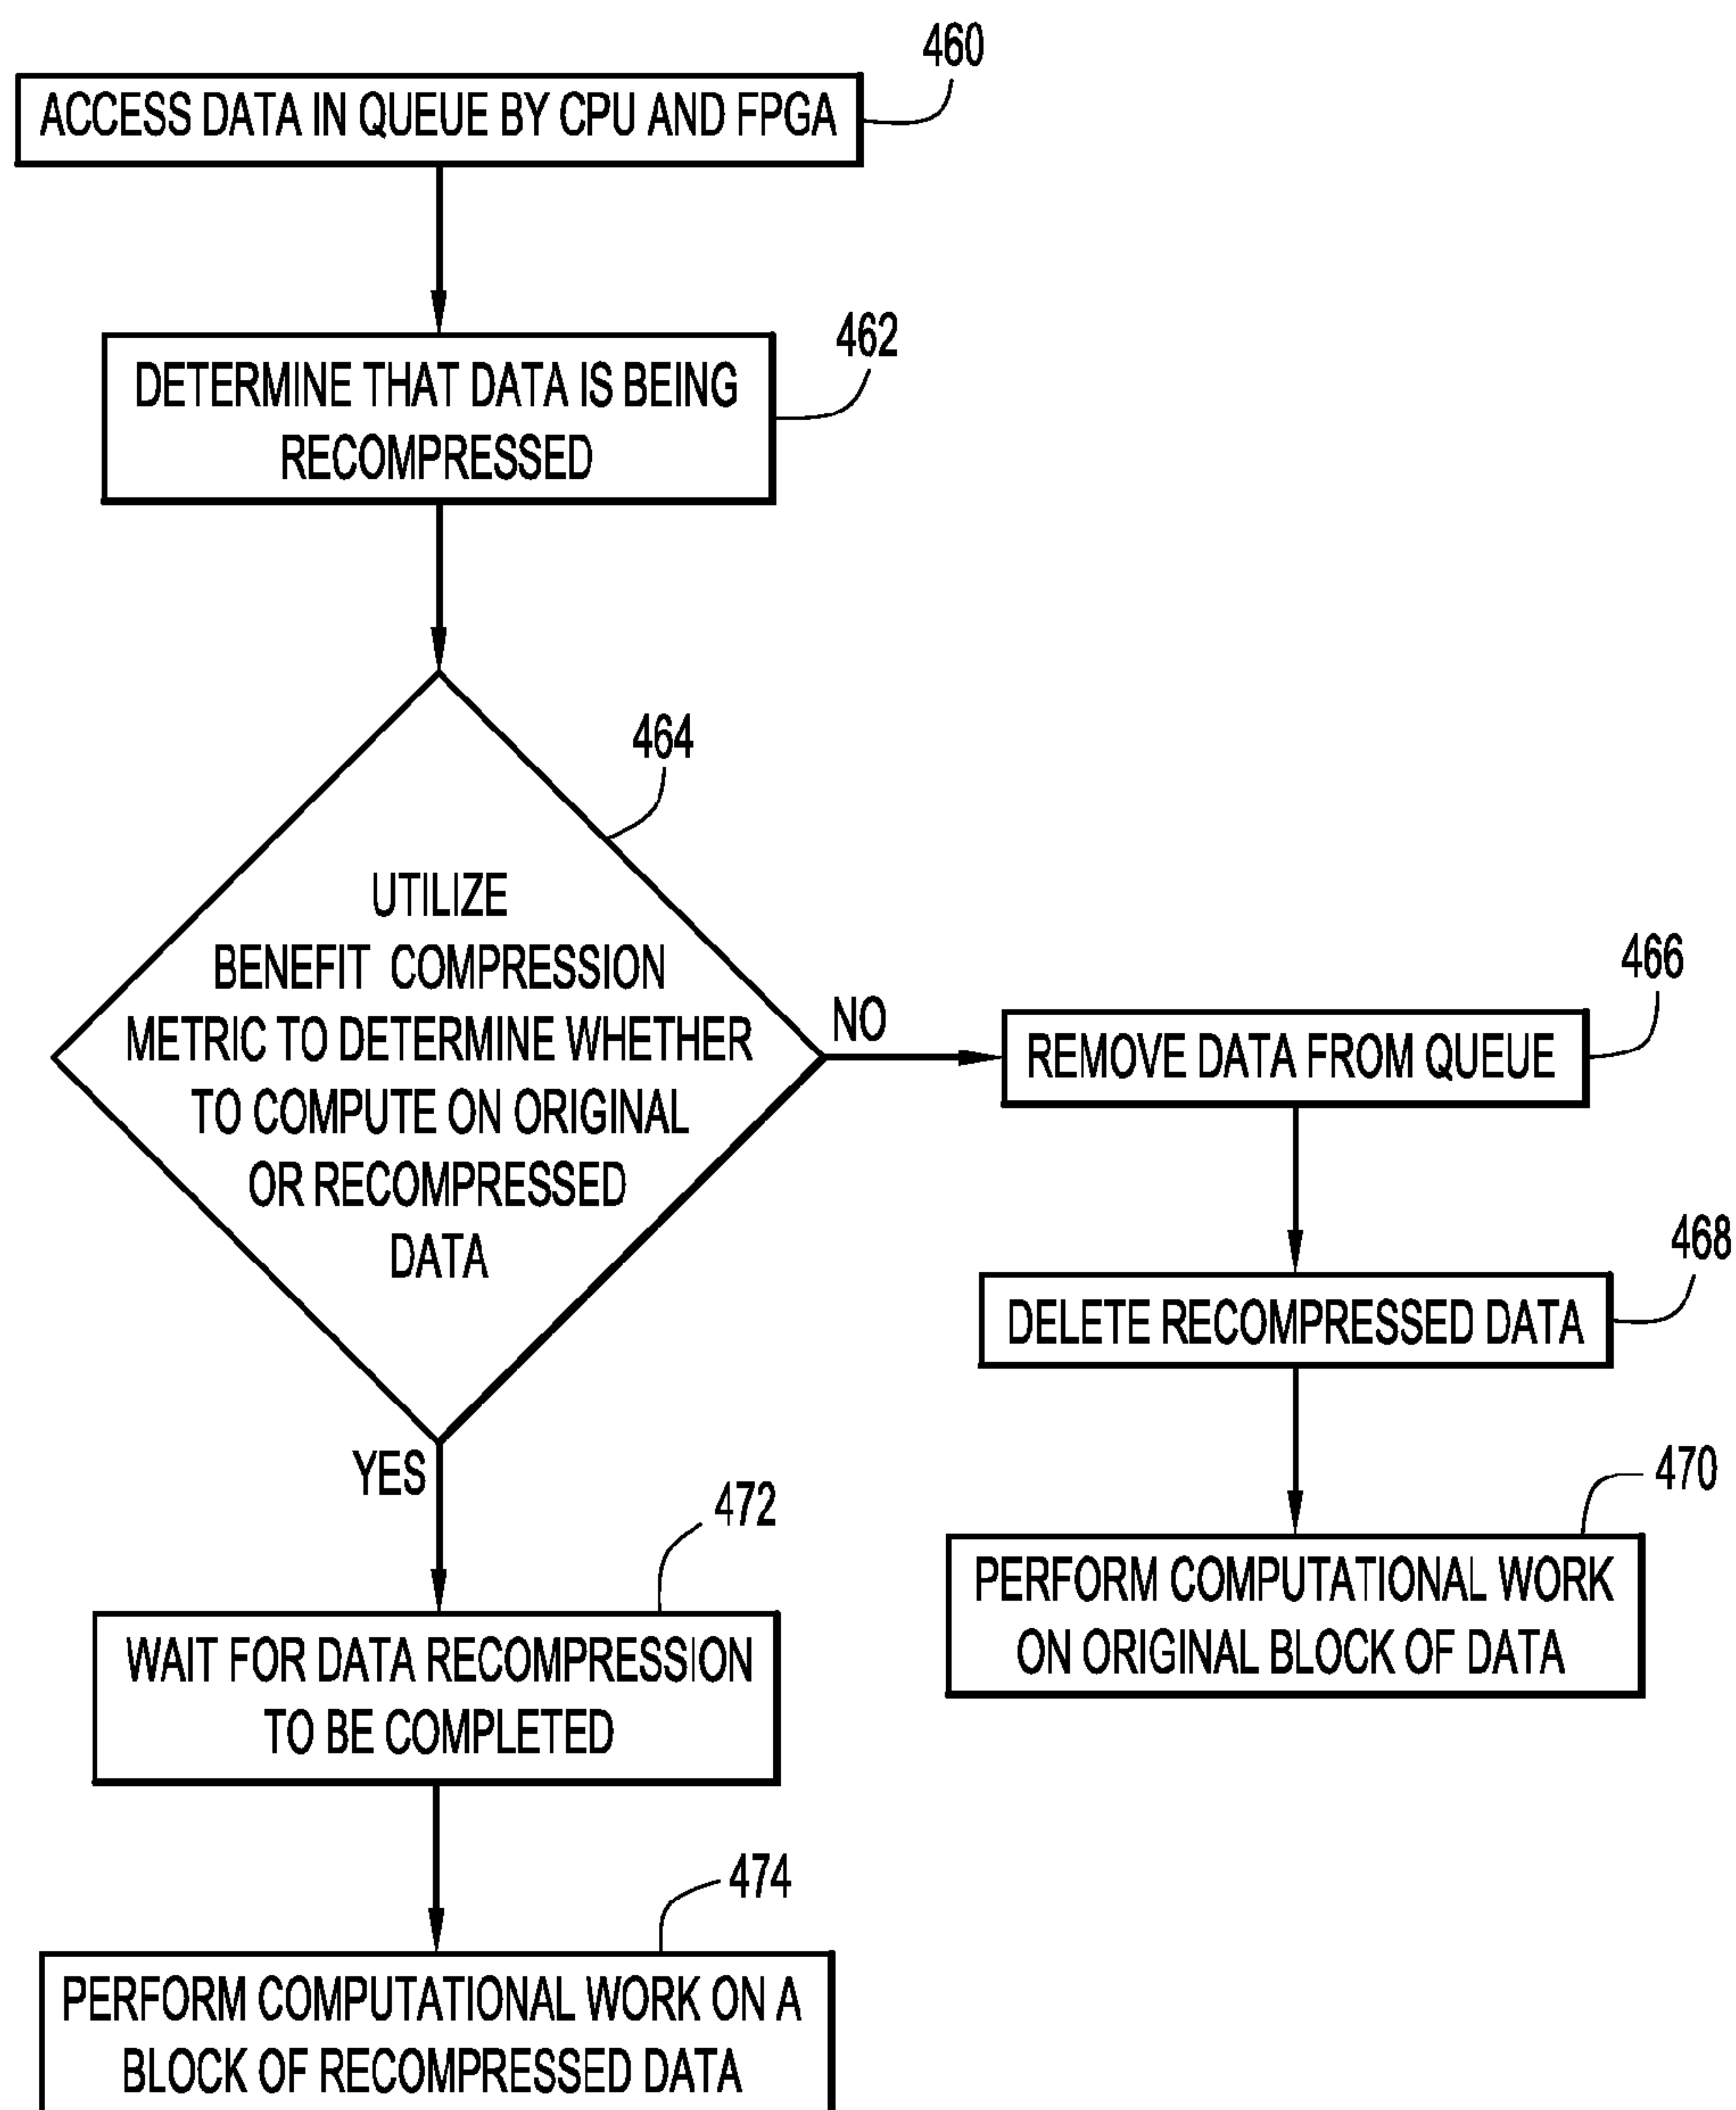 460
ACCESS DATA IN QUEUE BY CPU AND FPGA
462
DETERMINE THAT DATA IS BEING
RECOMPRESSED
464
UTILIZE
BENEFIT COMPRESSION
METRIC TO DETERMINE WHETHER
TO COMPUTE ON ORIGINAL
OR RECOMPRESSED
DATA
NO
466
REMOVE DATA FROM QUEUE
468
DELETE RECOMPRESSED DATA
470
PERFORM COMPUTATIONAL WORK
ON ORIGINAL BLOCK OF DATA
YES
472
WAIT FOR DATA RECOMPRESSION
TO BE COMPLETED
474
PERFORM COMPUTATIONAL WORK ON A
BLOCK OF RECOMPRESSED DATA